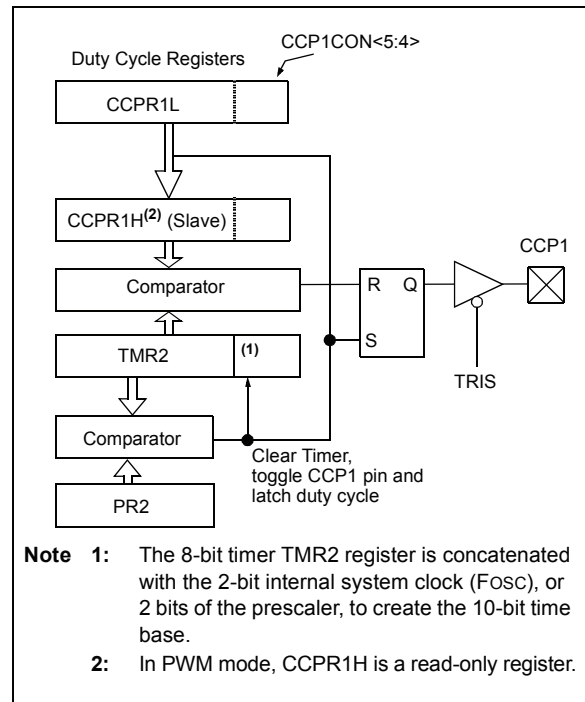 CCP1CON<5:4>
Duty Cycle Registers
CCPR1L
CCPR1H(2) (Slave)
CCP1
Comparator
R Q
TMR2
(1)
S
TRIS
Comparator
Clear Timer,
toggle CCP1 pin and
latch duty cycle
PR2
Note 1: The 8-bit timer TMR2 register is concatenated
with the 2-bit internal system clock (FOSC), or
2 bits of the prescaler, to create the 10-bit time
base.
2: In PWM mode, CCPR1H is a read-only register.